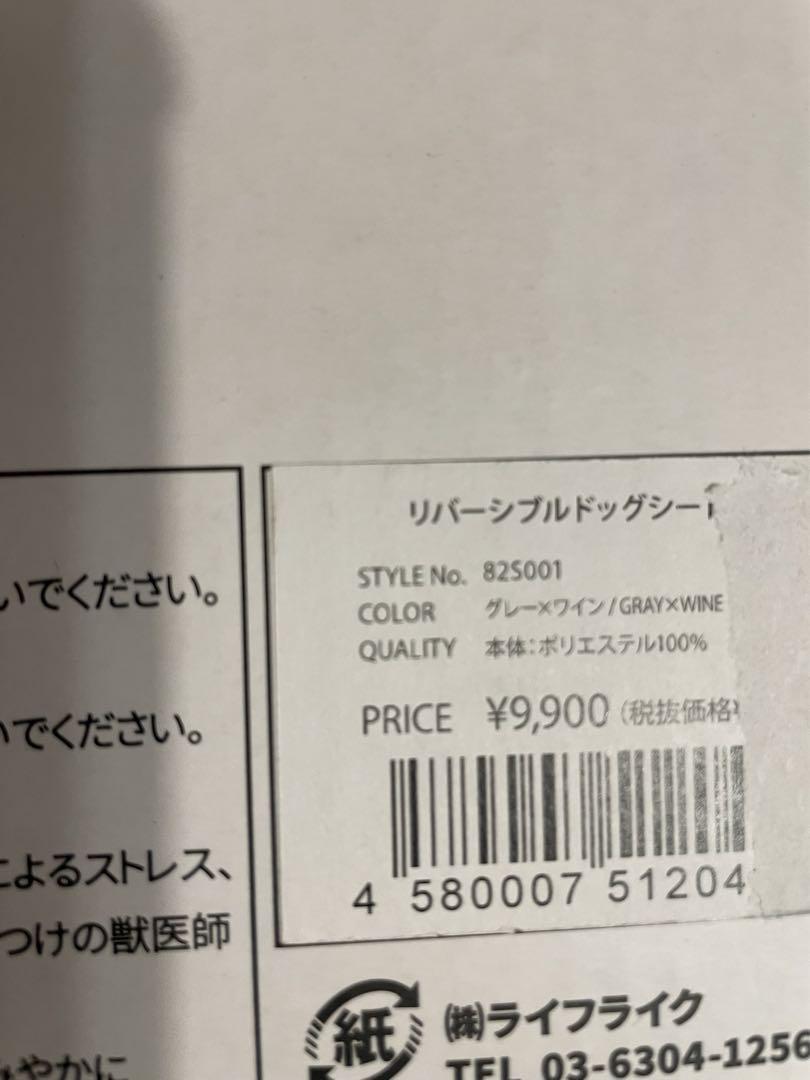 いでください。
いでください。
によるストレス、
つけの獣医師
みやかに
リバーシブルドッグシー
STYLE No. 82S001
COLOR グレー×ワイン/GRAY×WINE
QUALITY 本体:ポリエステル100%
PRICE ¥9,900(税抜価格
4 580007 51204
紙
㈱ライフライク
TEL 03-6304-1256